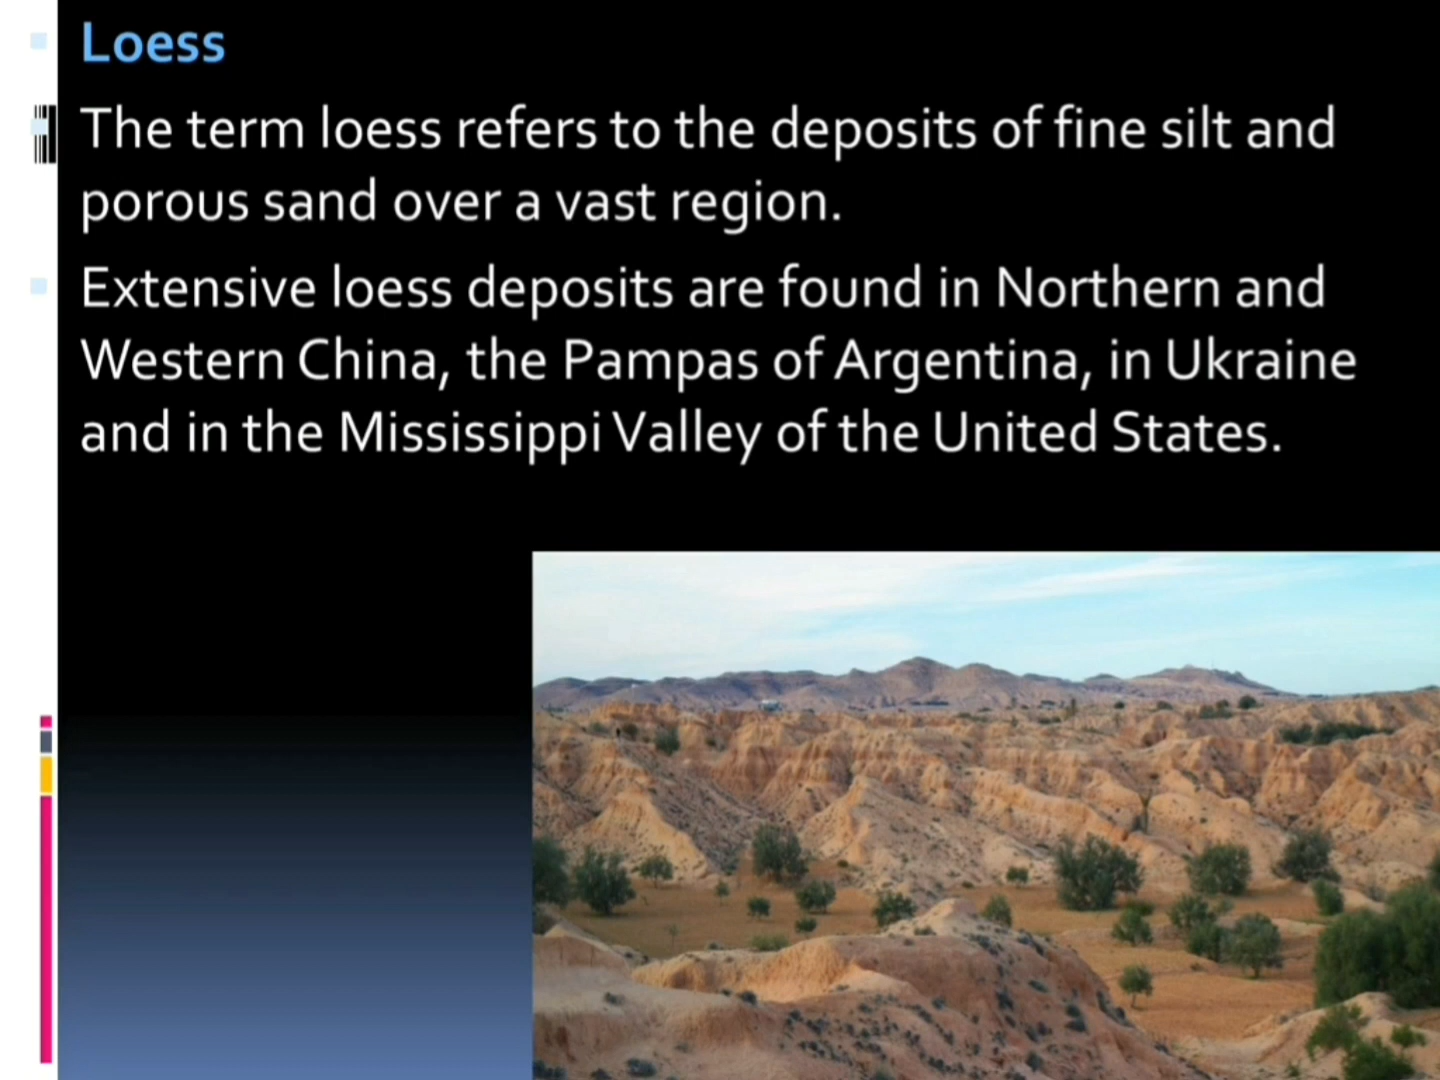 Loess
The term loess refers to the deposits of fine silt and
porous sand over a vast region.
Extensive loess deposits are found in Northern and
Western China, the Pampas of Argentina, in Ukraine
and in the Mississippi Valley of the United States.